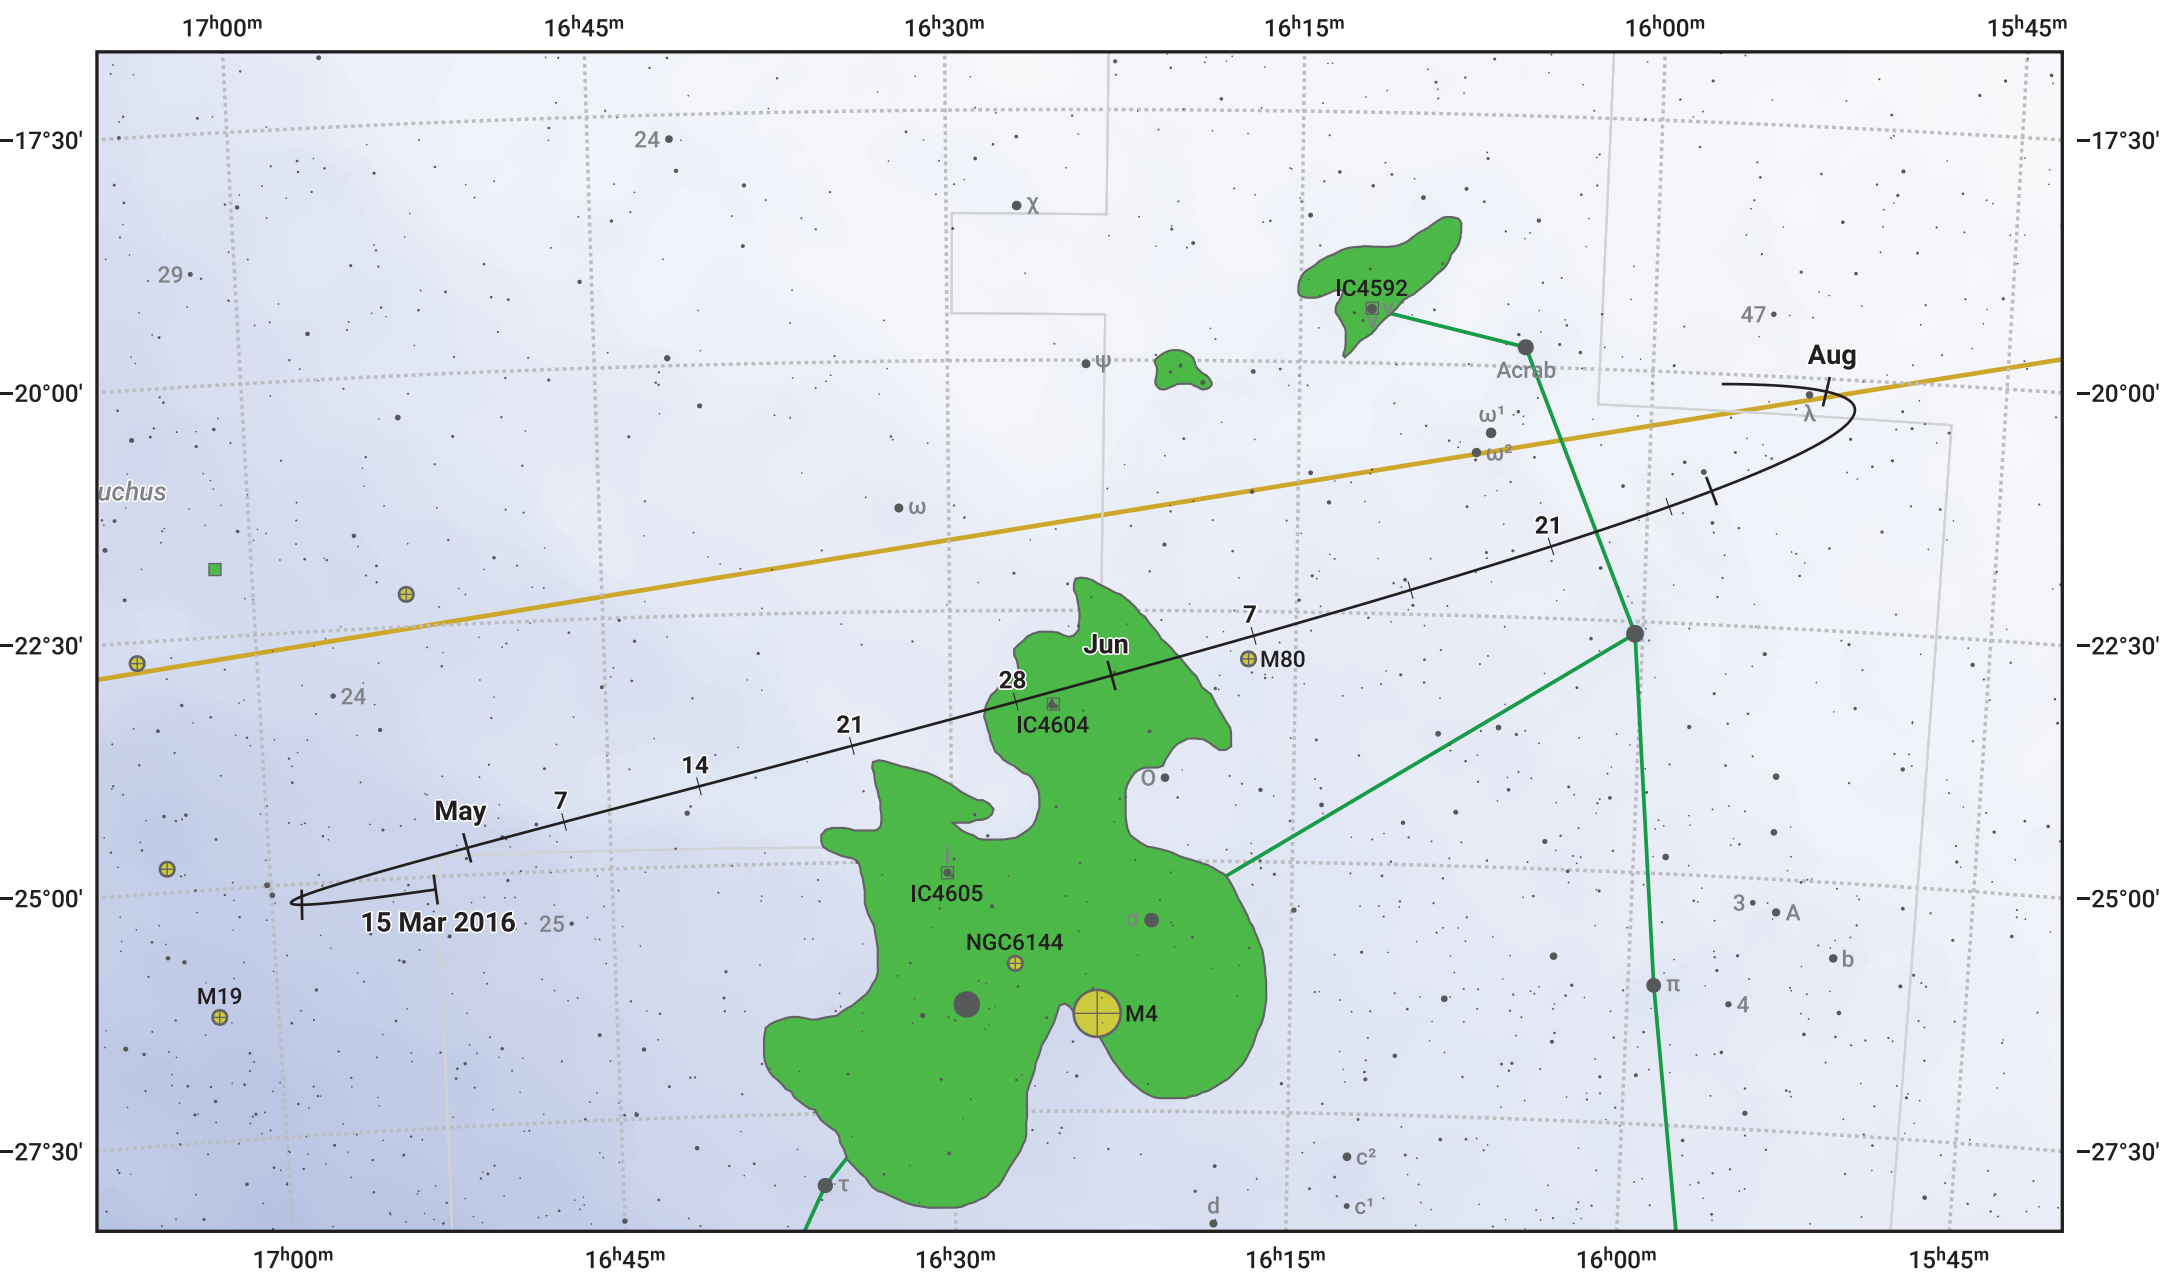 17ʰ00ᵐ 16ʰ45ᵐ 16ʰ30ᵐ 16ʰ15ᵐ 16ʰ00ᵐ 15ʰ45ᵐ
−17°30' 24 −17°30'
χ
29
IC4592
ν
47
ψ
Aug
Acrab
−20°00' −20°00'
ω¹ λ
ω²
uchus
ω
21
7
Jun
−22°30' M80 −22°30'
28
24
21 IC4604
14
ο
7
May
i
IC4605
−25°00' 3 A −25°00'
15 Mar 2016 25 σ
NGC6144
b
M19
π 4
M4
−27°30' c² −27°30'
τ
d c¹
17ʰ00ᵐ 16ʰ45ᵐ 16ʰ30ᵐ 16ʰ15ᵐ 16ʰ00ᵐ 15ʰ45ᵐ